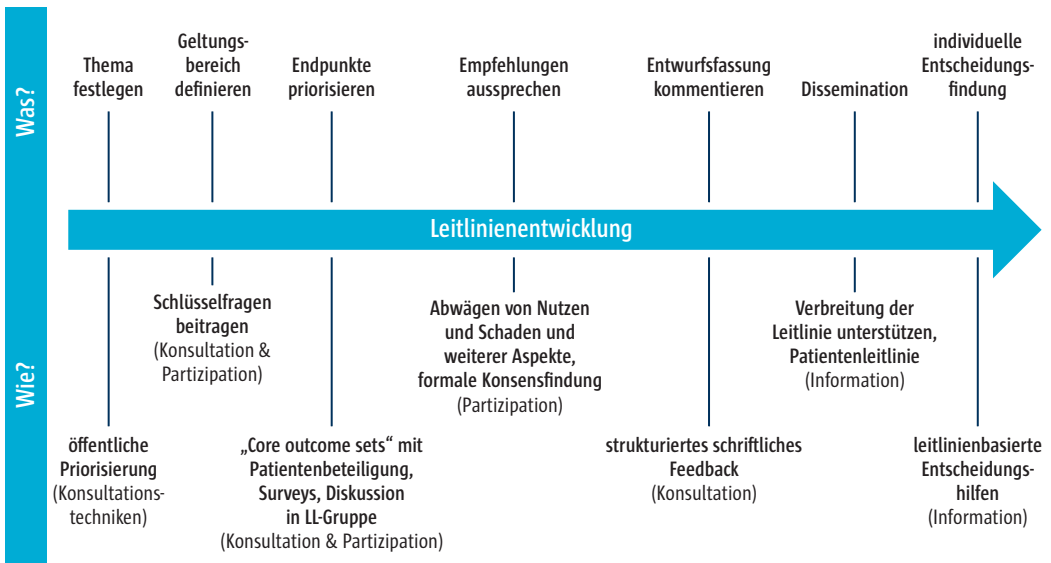 Was?
Thema
festlegen
Geltungs-
bereich
definieren
Endpunkte
priorisieren
Empfehlungen
aussprechen
Entwurfsfassung
kommentieren
Dissemination
individuelle
Entscheidungs-
findung
Leitlinienentwicklung
Wie?
öffentliche
Priorisierung
(Konsultations-
techniken)
Schlüsselfragen
beitragen
(Konsultation &
Partizipation)
„Core outcome sets“ mit
Patientenbeteiligung,
Surveys, Diskussion
in LL-Gruppe
(Konsultation & Partizipation)
Abwägen von Nutzen
und Schaden und
weiterer Aspekte,
formale Konsensfindung
(Partizipation)
strukturiertes schriftliches
Feedback
(Konsultation)
Verbreitung der
Leitlinie unterstützen,
Patientenleitlinie
(Information)
leitlinienbasierte
Entscheidungs-
hilfen
(Information)